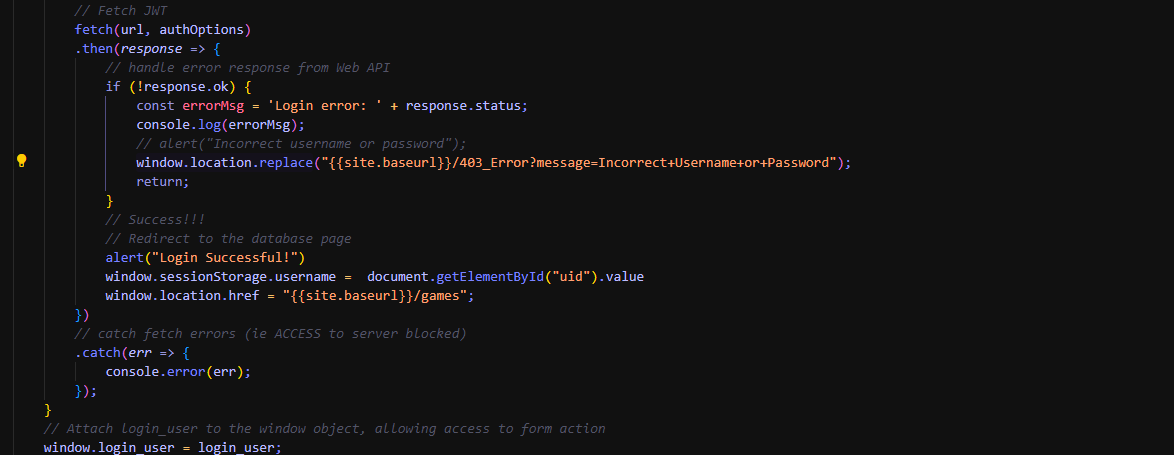 // Fetch JWT
fetch(url, authOptions)
.then(response => {
// handle error response from Web API
if (!response.ok) {
const errorMsg = 'Login error: ' + response.status;
console.log(errorMsg);
// alert("Incorrect username or password");
window.location.replace("{{site.baseurl}}/403_Error?message=Incorrect+Username+or+Password");
return;
}
// Success!!!
// Redirect to the database page
alert("Login Successful!")
window.sessionStorage.username =  document.getElementById("uid").value
window.location.href = "{{site.baseurl}}/games";
})
// catch fetch errors (ie ACCESS to server blocked)
.catch(err => {
console.error(err);
});
}
// Attach login_user to the window object, allowing access to form action
window.login_user = login_user;